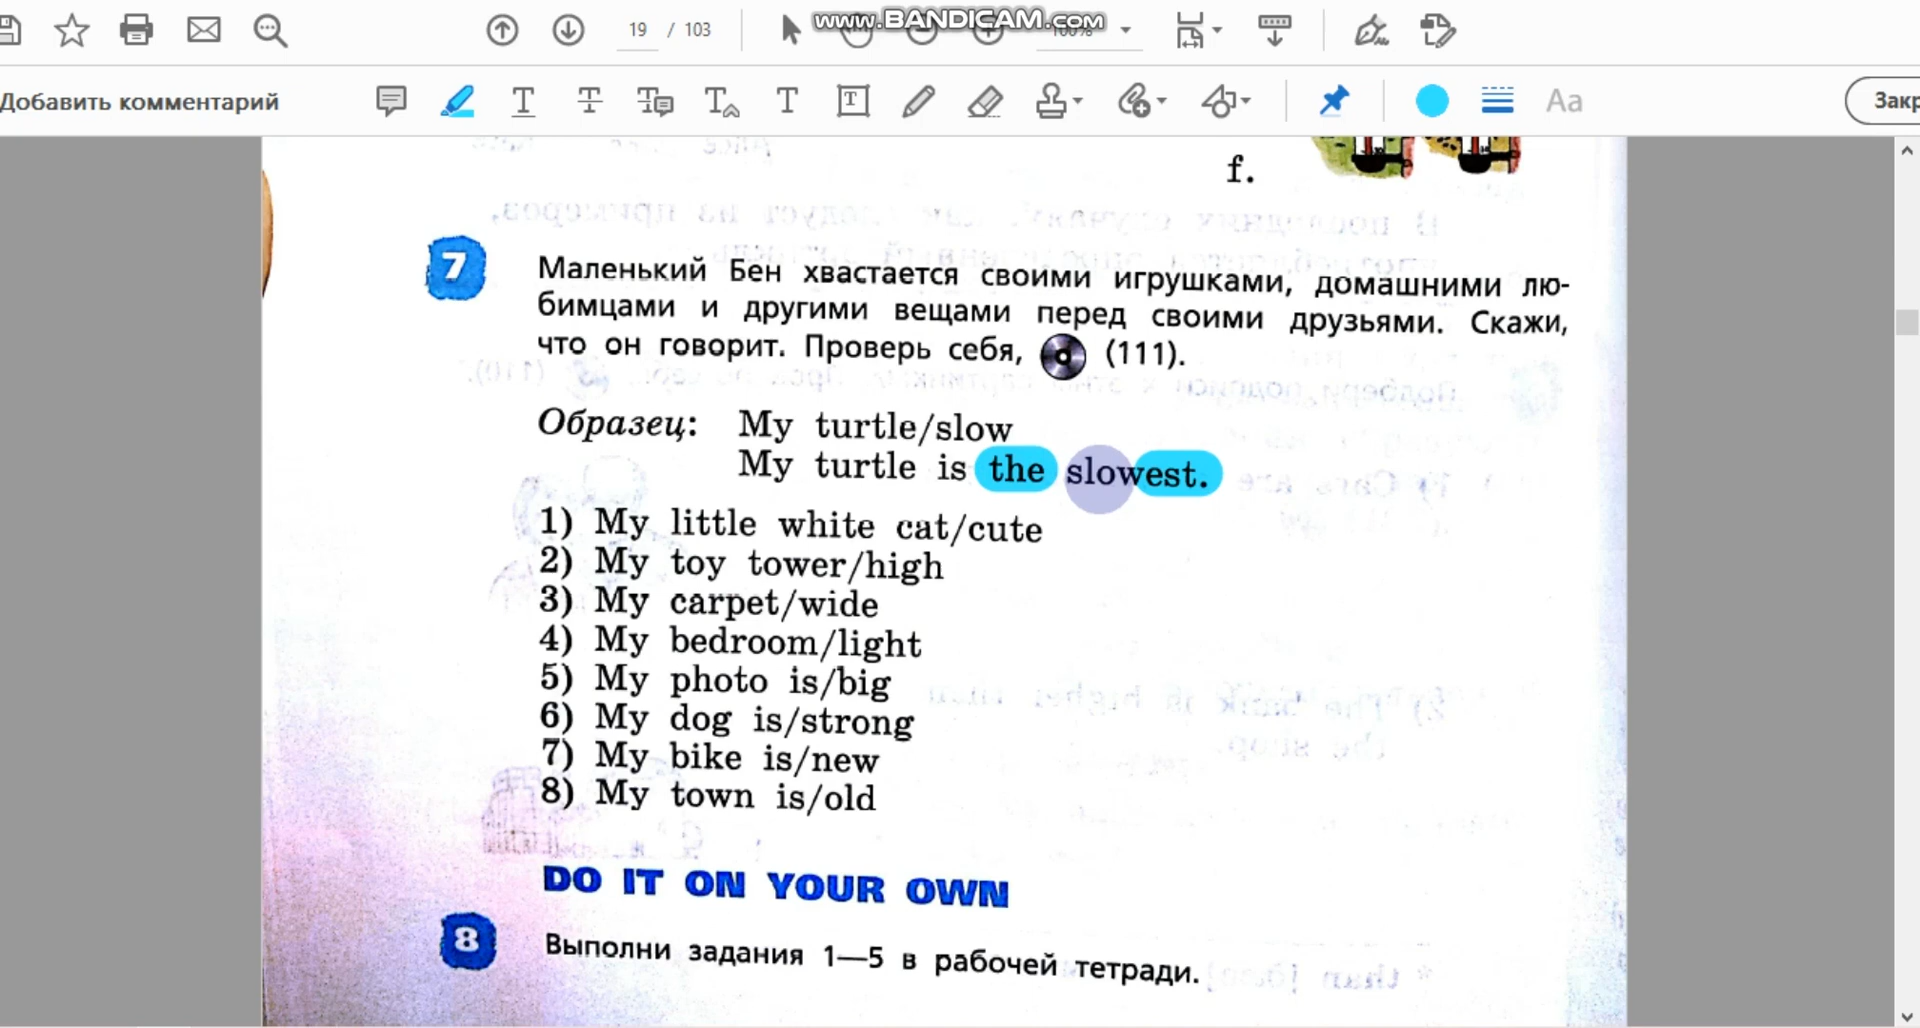 19 / 103
www.BANDICAM.com
100%
Добавить комментарий
T T T T T T
Aa
Закр
f.
7
Маленький Бен хвастается своими игрушками, домашними лю-
бимцами и другими вещами перед своими друзьями. Скажи,
что он говорит. Проверь себя, (111).
Образец: My turtle/slow
My turtle is the slowest.
1) My little white cat/cute
2) My toy tower/high
3) My carpet/wide
4) My bedroom/light
5) My photo is/big
6) My dog is/strong
7) My bike is/new
8) My town is/old
DO IT ON YOUR OWN
8
Выполни задания 1—5 в рабочей тетради.